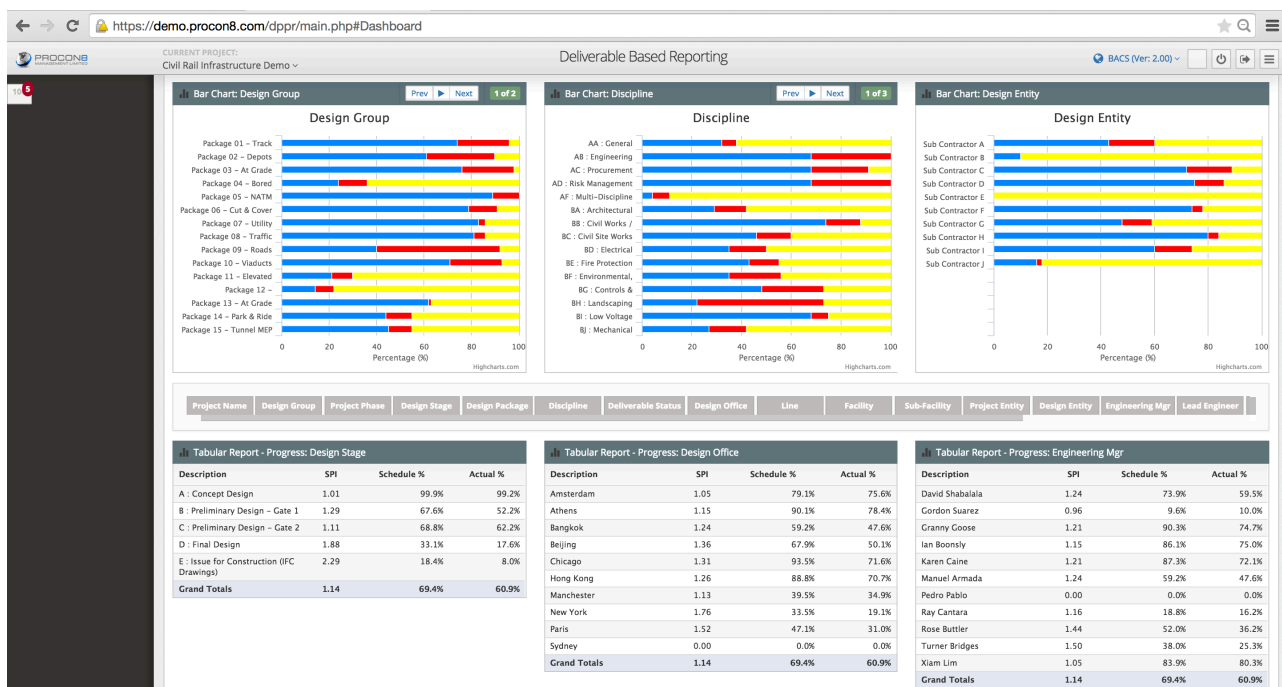 https://demo.procon8.com/dppr/main.php#Dashboard
PROCON8
MANAGEMENT LIMITED
CURRENT PROJECT:
Civil Rail Infrastructure Demo
Deliverable Based Reporting
BACS (Ver: 2.00)
10 5
Bar Chart: Design Group Prev Next 1 of 2
Design Group
Package 01 – Track
Package 02 – Depots
Package 03 – At Grade
Package 04 – Bored
Package 05 – NATM
Package 06 – Cut & Cover
Package 07 – Utility
Package 08 – Traffic
Package 09 – Roads
Package 10 – Viaducts
Package 11 – Elevated
Package 12 –
Package 13 – At Grade
Package 14 – Park & Ride
Package 15 – Tunnel MEP
0 20 40 60 80 100
Percentage (%)
Highcharts.com
Bar Chart: Discipline Prev Next 1 of 3
Discipline
AA : General
AB : Engineering
AC : Procurement
AD : Risk Management
AF : Multi–Discipline
BA : Architectural
BB : Civil Works /
BC : Civil Site Works
BD : Electrical
BE : Fire Protection
BF : Environmental,
BG : Controls &
BH : Landscaping
BI : Low Voltage
BJ : Mechanical
0 20 40 60 80 100
Percentage (%)
Highcharts.com
Bar Chart: Design Entity
Design Entity
Sub Contractor A
Sub Contractor B
Sub Contractor C
Sub Contractor D
Sub Contractor E
Sub Contractor F
Sub Contractor G
Sub Contractor H
Sub Contractor I
Sub Contractor J
0 20 40 60 80 100
Percentage (%)
Highcharts.com
Project Name Design Group Project Phase Design Stage Design Package Discipline Deliverable Status Design Office Line Facility Sub-Facility Project Entity Design Entity Engineering Mgr Lead Engineer
Tabular Report - Progress: Design Stage
Description SPI Schedule % Actual %
A : Concept Design 1.01 99.9% 99.2%
B : Preliminary Design – Gate 1 1.29 67.6% 52.2%
C : Preliminary Design – Gate 2 1.11 68.8% 62.2%
D : Final Design 1.88 33.1% 17.6%
E : Issue for Construction (IFC 2.29 18.4% 8.0%
Drawings)
Grand Totals 1.14 69.4% 60.9%
Tabular Report - Progress: Design Office
Description SPI Schedule % Actual %
Amsterdam 1.05 79.1% 75.6%
Athens 1.15 90.1% 78.4%
Bangkok 1.24 59.2% 47.6%
Beijing 1.36 67.9% 50.1%
Chicago 1.31 93.5% 71.6%
Hong Kong 1.26 88.8% 70.7%
Manchester 1.13 39.5% 34.9%
New York 1.76 33.5% 19.1%
Paris 1.52 47.1% 31.0%
Sydney 0.00 0.0% 0.0%
Grand Totals 1.14 69.4% 60.9%
Tabular Report - Progress: Engineering Mgr
Description SPI Schedule % Actual %
David Shabalala 1.24 73.9% 59.5%
Gordon Suarez 0.96 9.6% 10.0%
Granny Goose 1.21 90.3% 74.7%
Ian Boonsly 1.15 86.1% 75.0%
Karen Caine 1.21 87.3% 72.1%
Manuel Armada 1.24 59.2% 47.6%
Pedro Pablo 0.00 0.0% 0.0%
Ray Cantara 1.16 18.8% 16.2%
Rose Buttler 1.44 52.0% 36.2%
Turner Bridges 1.50 38.0% 25.3%
Xiam Lim 1.05 83.9% 80.3%
Grand Totals 1.14 69.4% 60.9%